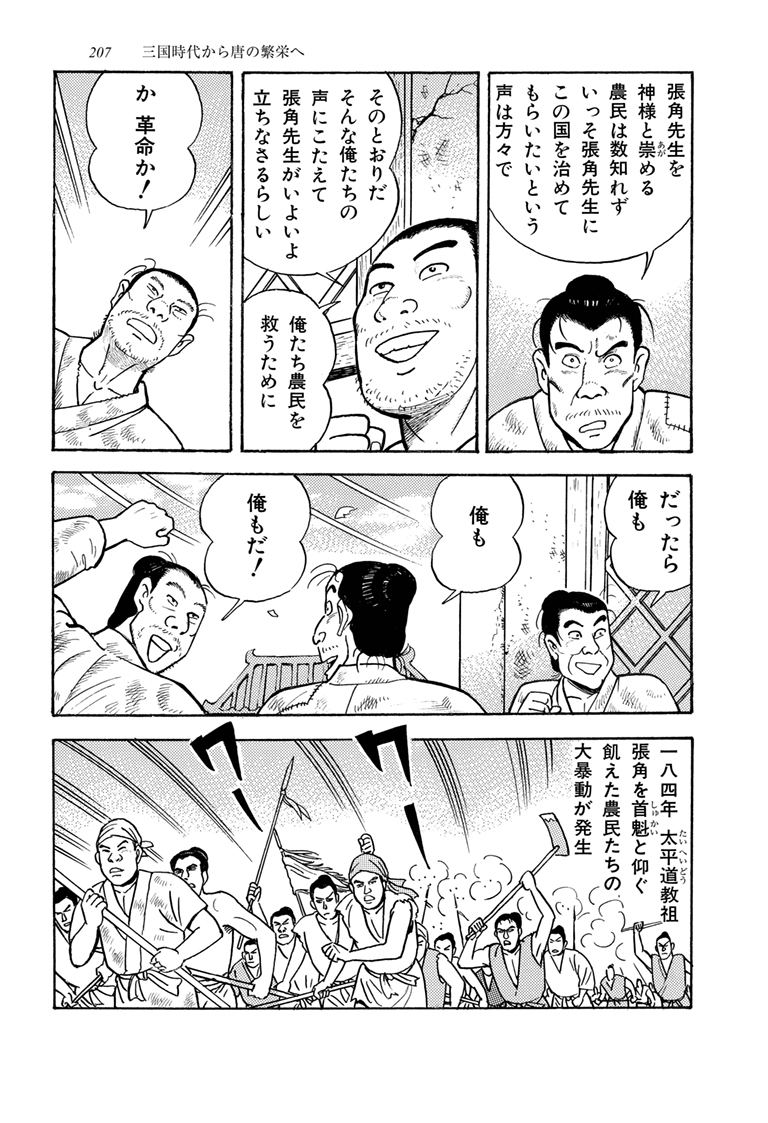 207 三国時代から唐の繁栄へ
張角先生を
神様と崇める
農民は数知れず
いっそ張角先生に
この国を治めて
もらいたいという
声は方々で
そのとおりだ
そんな俺たちの
声にこたえて
張角先生がいよいよ
立ちなさるらしい
俺たち農民を
救うために
か 革命か!
だったら
俺も
俺も
俺もだ!
一八四年 太平道教祖
張角を首魁と仰ぐ
飢えた農民たちの
大暴動が発生
ワー
ワー